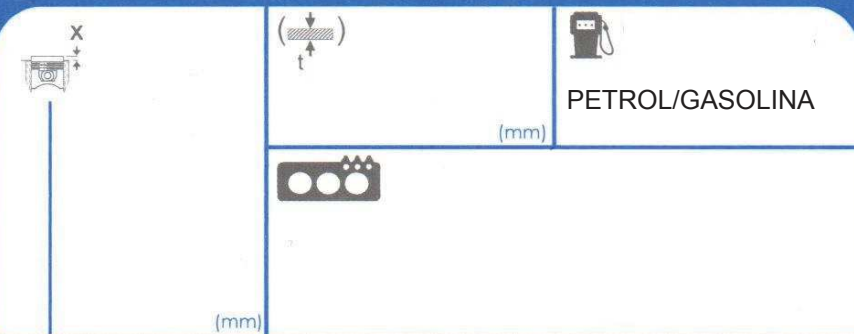 X
( )
t
(mm)
PETROL/GASOLINA
(mm)